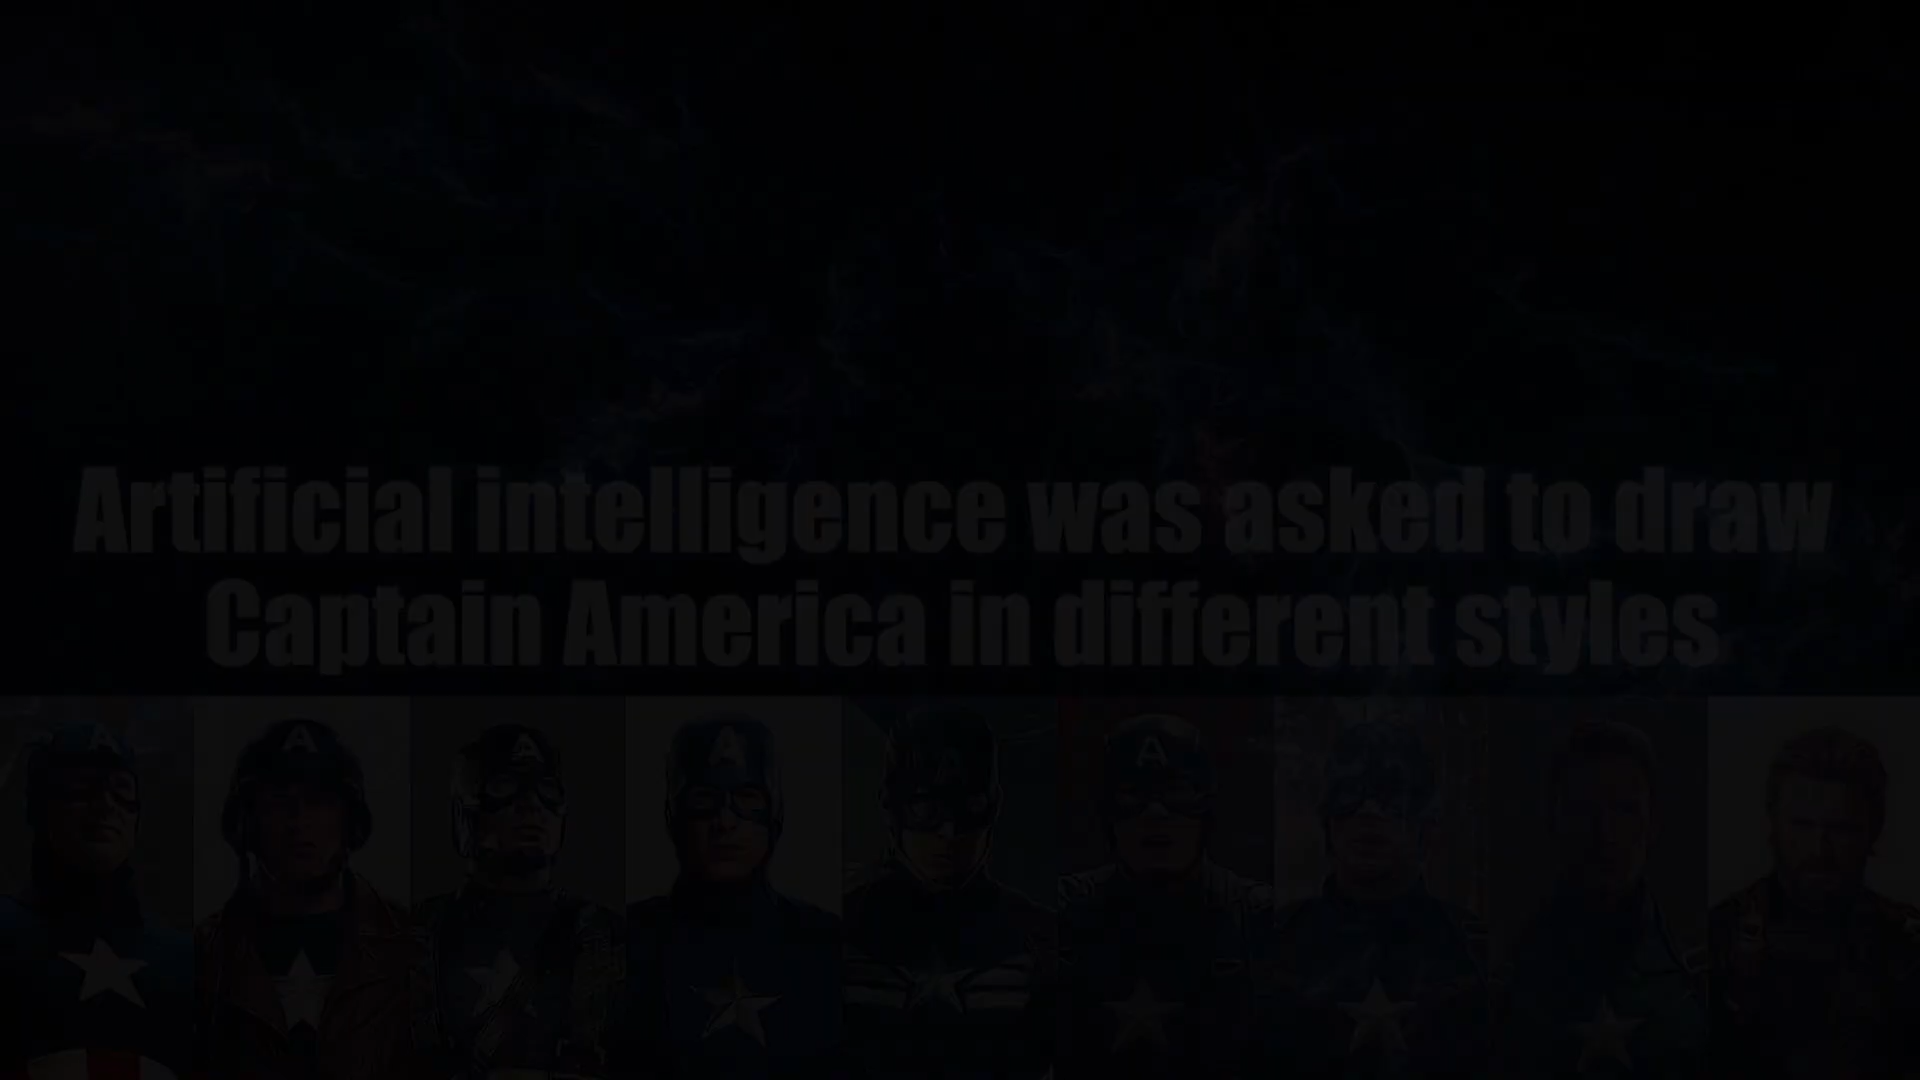 Artificial intelligence was asked to draw
Captain America in different styles
A
A
A
A